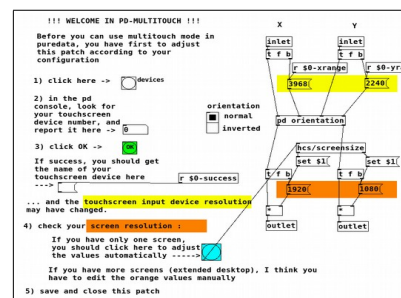 !!! WELCOME IN PD-MULTITOUCH !!!
Before you can use multitouch mode in
puredata, you have first to adjust
this patch according to your
configuration
1) click here ->
devices
2) in the pd
console, look for
your touchscreen
device number, and
report it here ->
0
3) click OK ->
OK
If success, you should get
the name of your
touchscreen device here
--->
r $0-success
... and the touchscreen input device resolution
may have changed.
4) check your screen resolution :
If you have only one screen,
you should click here to adjust
the values automatically ----->
If you have more screens (extended desktop), I think you
have to edit the orange values manually
5) save and close this patch
orientation
normal
inverted
X
Y
inlet
inlet
t f b
t f b
r $0-xrange
r $0-yra
3968
2240
pd orientation
hcs/screensize
set $1
set $1
t f b
t f b
1920
1080
*
*
outlet
outlet